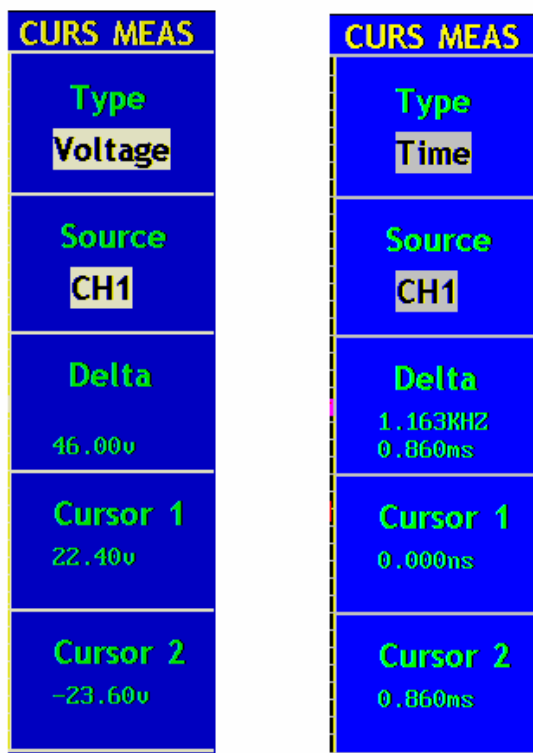 CURS MEAS
Type
Voltage
Source
CH1
Delta
46.00v
Cursor 1
22.40v
Cursor 2
-23.60v
CURS MEAS
Type
Time
Source
CH1
Delta
1.163KHZ
0.860ms
Cursor 1
0.000ns
Cursor 2
0.860ms